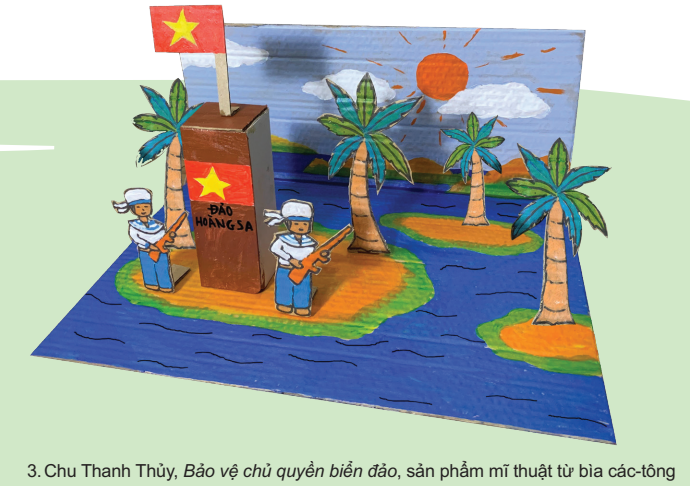 ĐẢO
HOÀNG SA
3. Chu Thanh Thủy, Bảo vệ chủ quyền biển đảo, sản phẩm mĩ thuật từ bìa các-tông